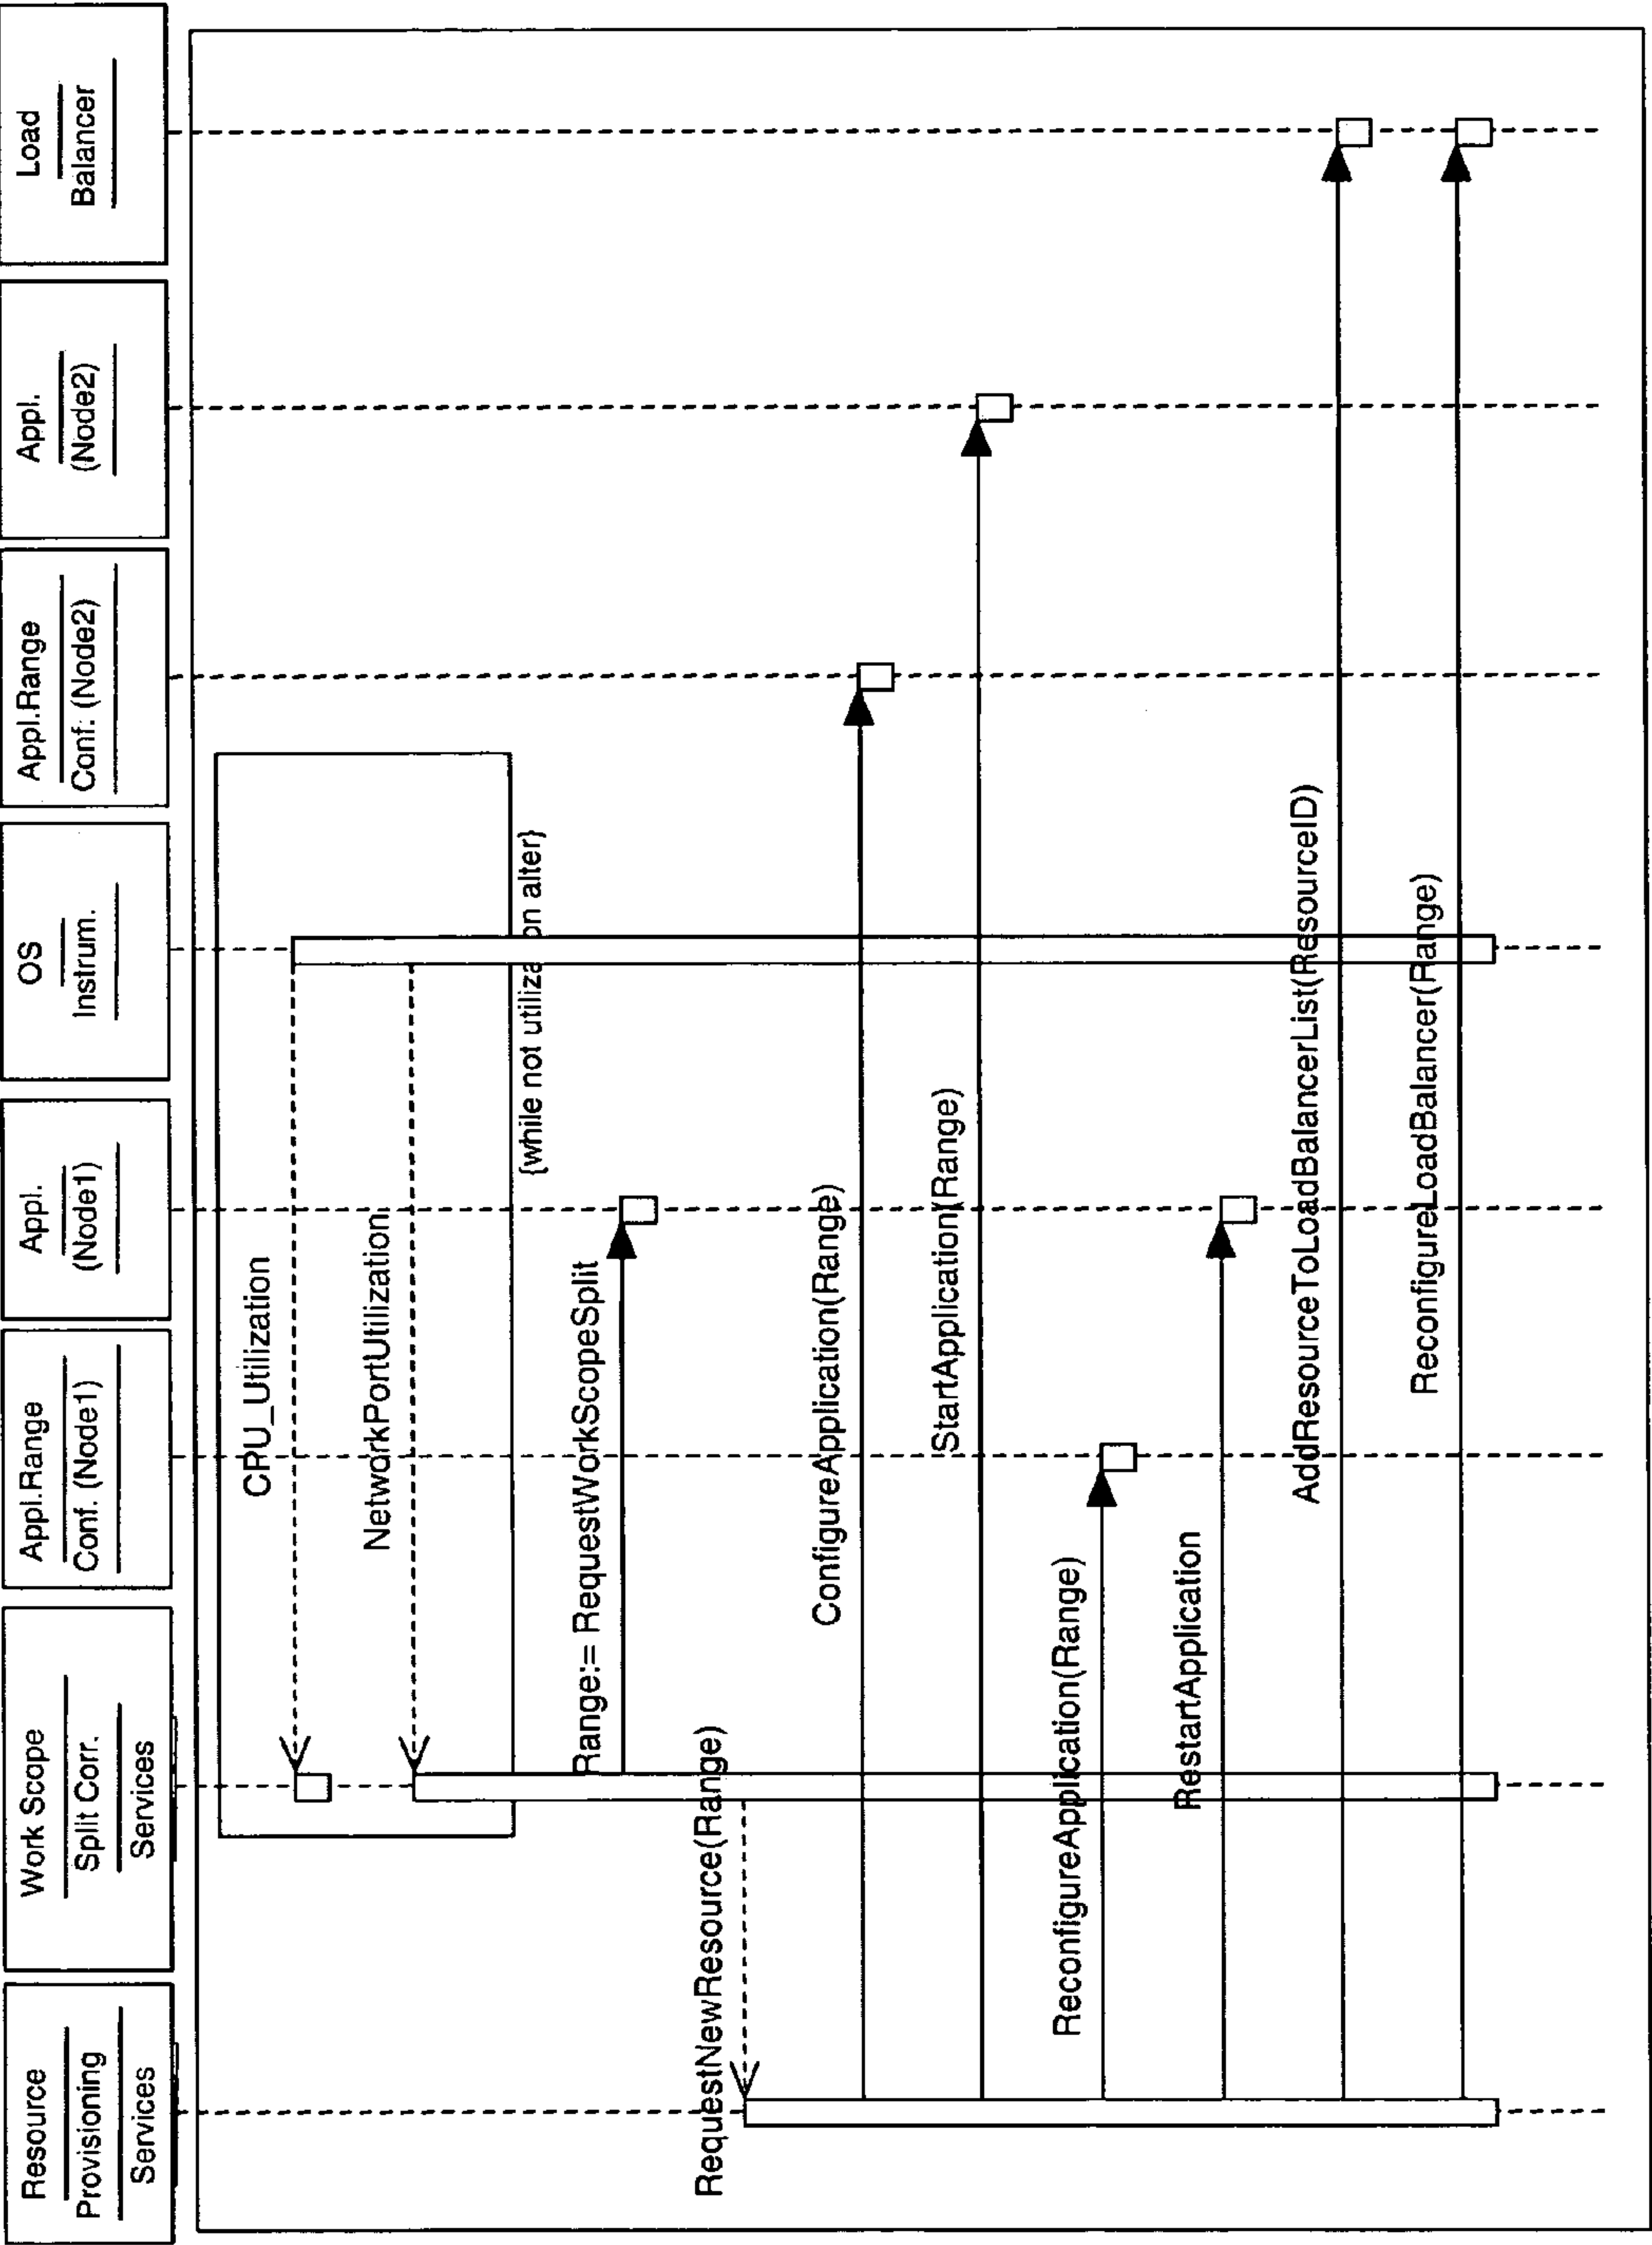 Resource
Provisioning
Services
Work Scope
Split Corr.
Services
Appl.Range
Conf. (Node1)
Appl.
(Node1)
OS
Instrum.
Appl.Range
Conf. (Node2)
Appl.
(Node2)
Load
Balancer
CPU_Utilization
NetworkPortUtilization
{while not utilization alter}
Range:= RequestWorkScopeSplit
RequestNewResource(Range)
ConfigureApplication(Range)
StartApplication(Range)
ReconfigureApplication(Range)
RestartApplication
AddResourceToLoadBalancerList(ResourceID)
ReconfigureLoadBalancer(Range)